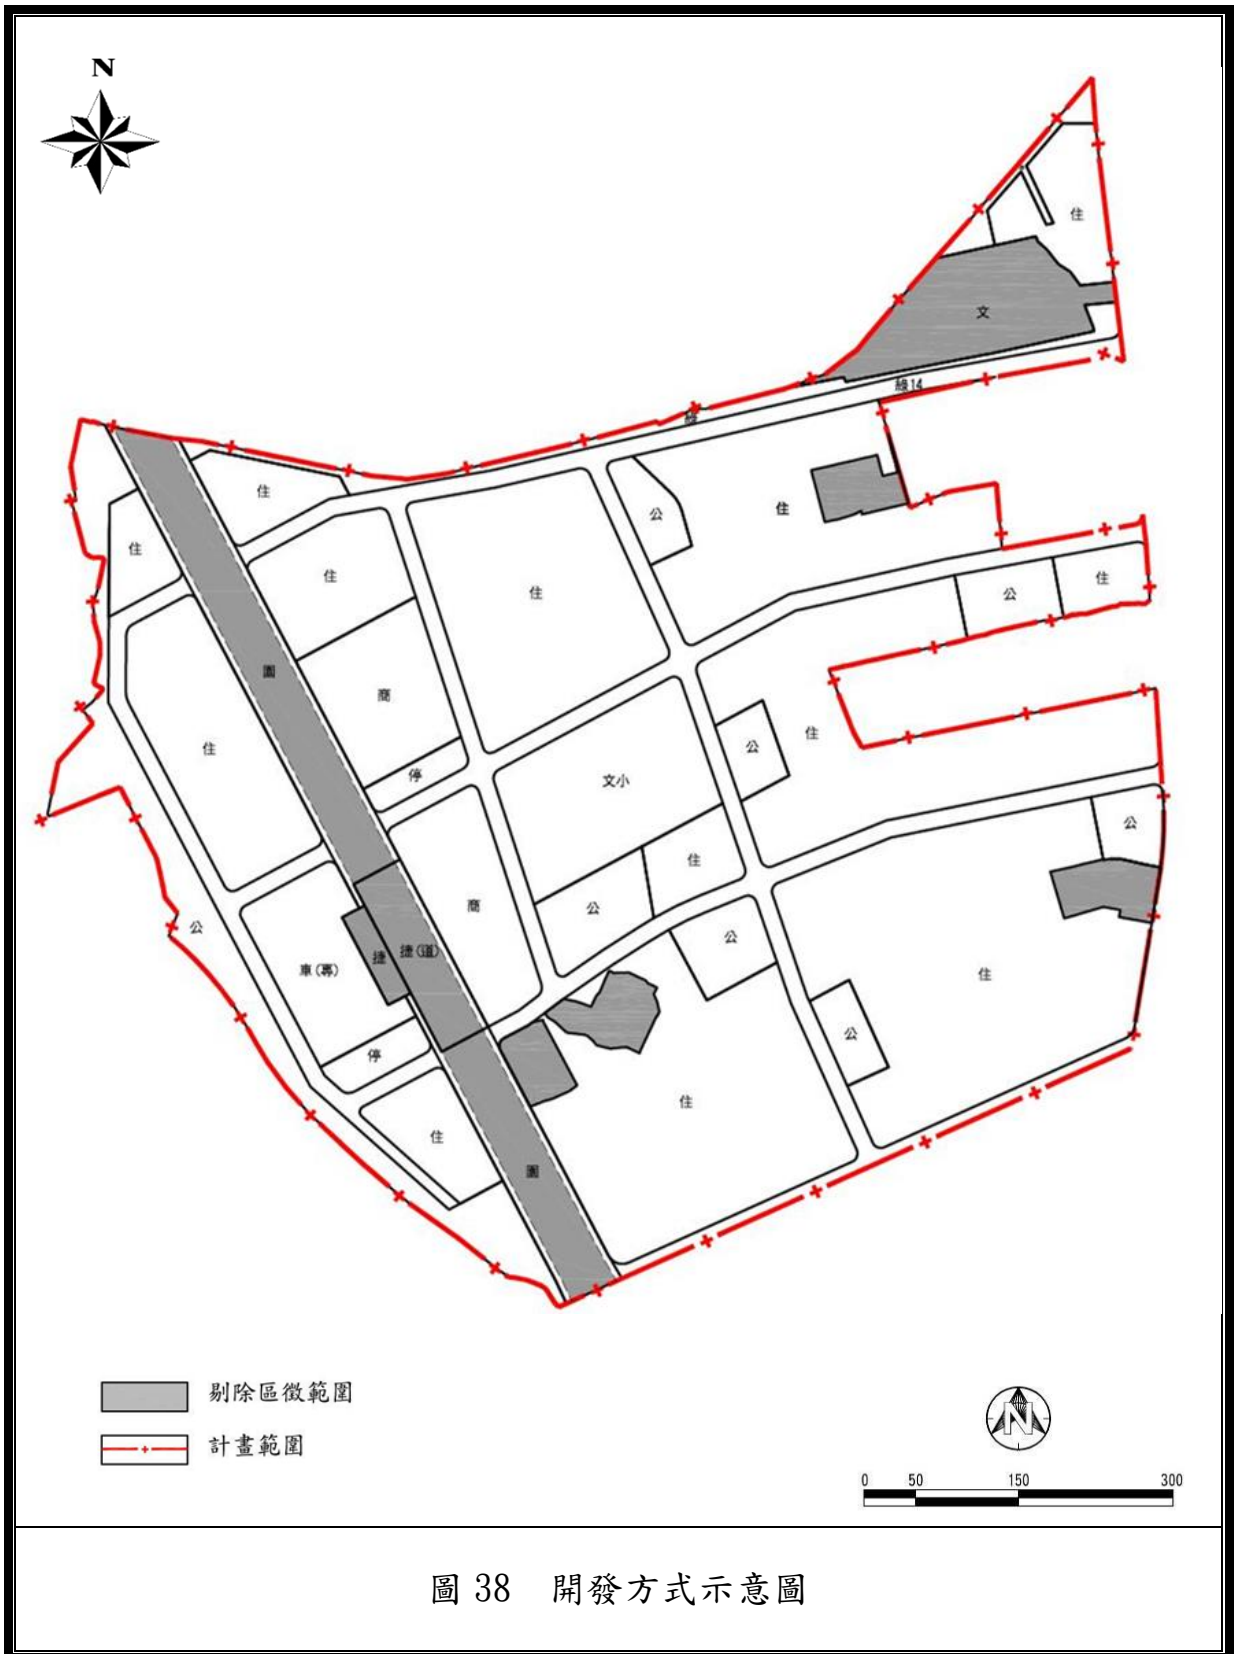 N
住
文
綠14
綠
住
公
住
住
住
住
公
住
園
商
住
公
住
停
文小
公
住
公
商
公
公
車(專)
捷
捷(道)
公
住
停
公
住
住
園
剔除區徵範圍
計畫範圍
N
0 50 150 300
圖 38 開發方式示意圖